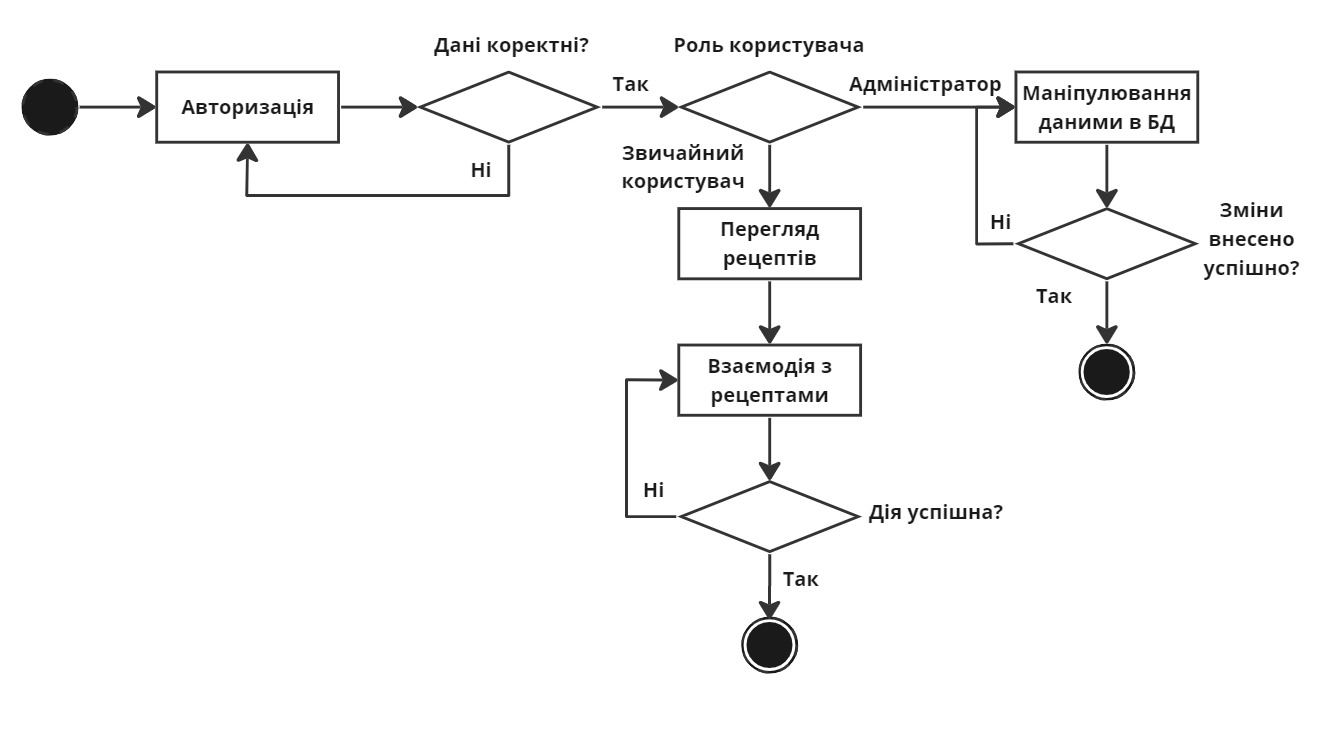 Дані коректні?
Роль користувача
Так
Адміністратор
Авторизація
Маніпулювання
даними в БД
Ні
Звичайний
користувач
Перегляд
рецептів
Ні
Зміни
внесено
успішно?
Так
Взаємодія з
рецептами
Ні
Дія успішна?
Так